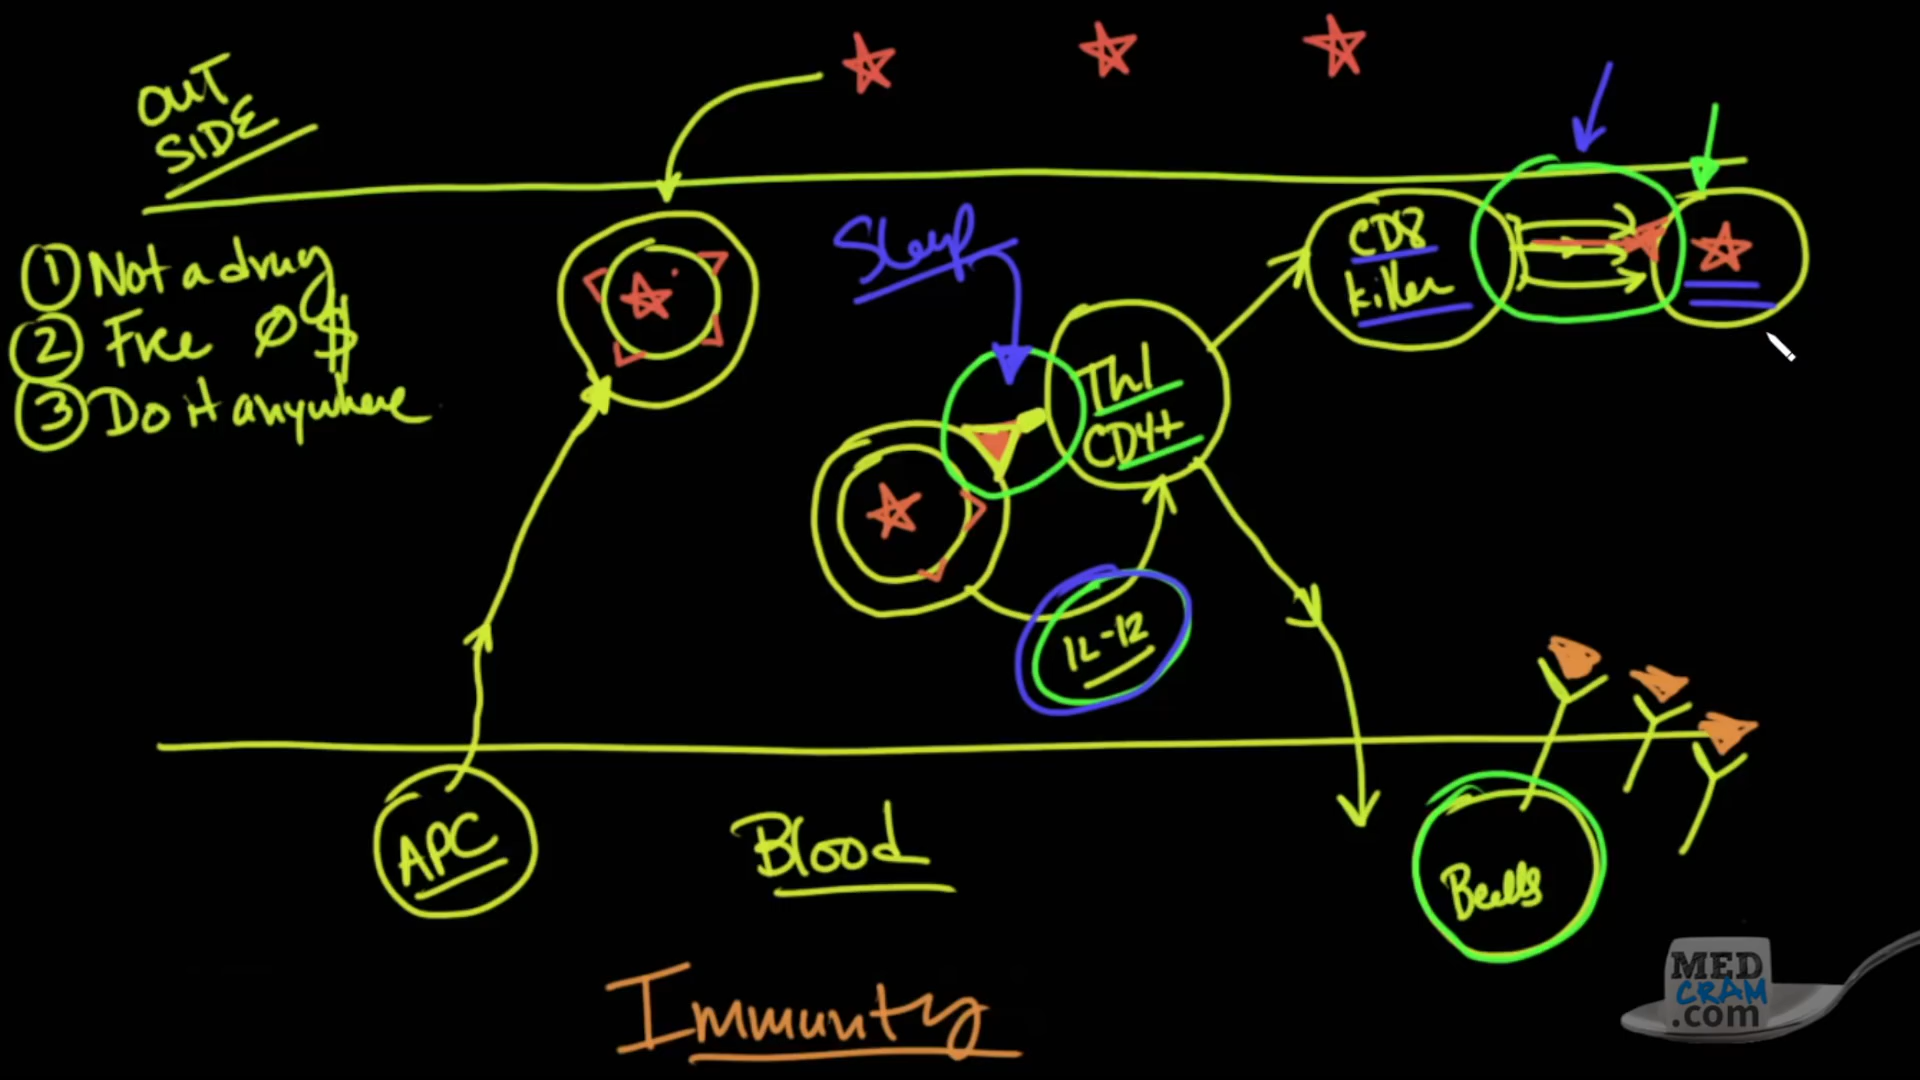 OUT
SIDE
① Not a drug
② Free Ø $
③ Do it anywhere
Sleep
CD8
killer
Th1
CD4+
IL-12
APC
Blood
Bcells
Immunity
MED
CRAM
.com